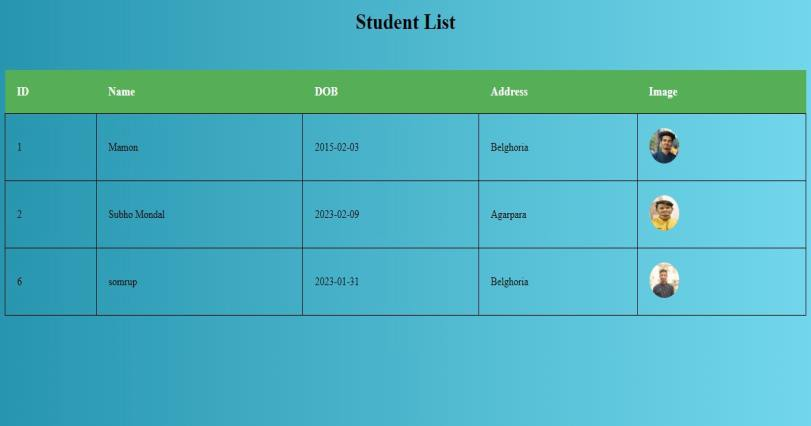 Student List
ID Name DOB Address Image
1 Mamon 2015-02-03 Belghoria
2 Subho Mondal 2023-02-09 Agarpara
6 somrup 2023-01-31 Belghoria